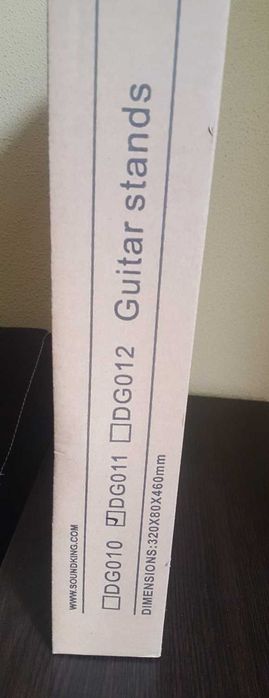 WWW.SOUNDKING.COM
☐DG010 ☑DG011 ☐DG012 Guitar stands
DIMENSIONS:320X80X460mm